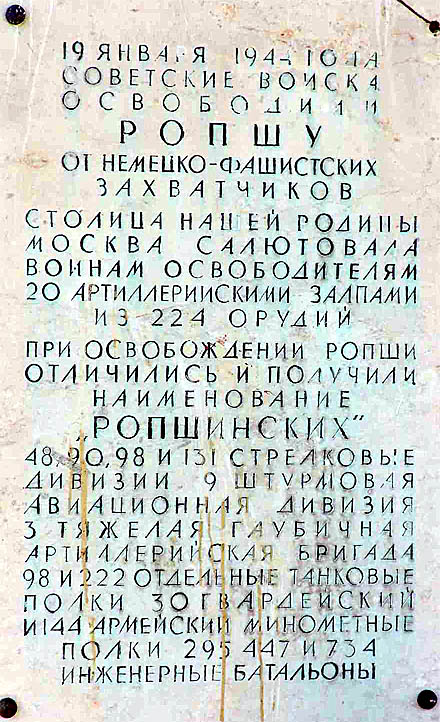 19 ЯНВАРЯ 1944 ГОДА
СОВЕТСКИЕ ВОЙСКА
ОСВОБОДИЛИ
РОПШУ
ОТ НЕМЕЦКО-ФАШИСТСКИХ
ЗАХВАТЧИКОВ
СТОЛИЦА НАШЕЙ РОДИНЫ
МОСКВА САЛЮТОВАЛА
ВОИНАМ ОСВОБОДИТЕЛЯМ
20 АРТИЛЛЕРИЙСКИМИ ЗАЛПАМИ
ИЗ 224 ОРУДИЙ
ПРИ ОСВОБОЖДЕНИИ РОПШИ
ОТЛИЧИЛИСЬ И ПОЛУЧИЛИ
НАИМЕНОВАНИЕ
„РОПШИНСКИХ"
48, 90, 98 И 131 СТРЕЛКОВЫЕ
ДИВИЗИИ 9 ШТУРМОВАЯ
АВИАЦИОННАЯ ДИВИЗИЯ
3 ТЯЖЕЛАЯ ГАУБИЧНАЯ
АРТИЛЛЕРИЙСКАЯ БРИГАДА
98 И 222 ОТДЕЛЬНЫЕ ТАНКОВЫЕ
ПОЛКИ 30 ГВАРДЕЙСКИЙ
И 144 АРМЕЙСКИЙ МИНОМЕТНЫЕ
ПОЛКИ 295 447 И 734
ИНЖЕНЕРНЫЕ БАТАЛЬОНЫ